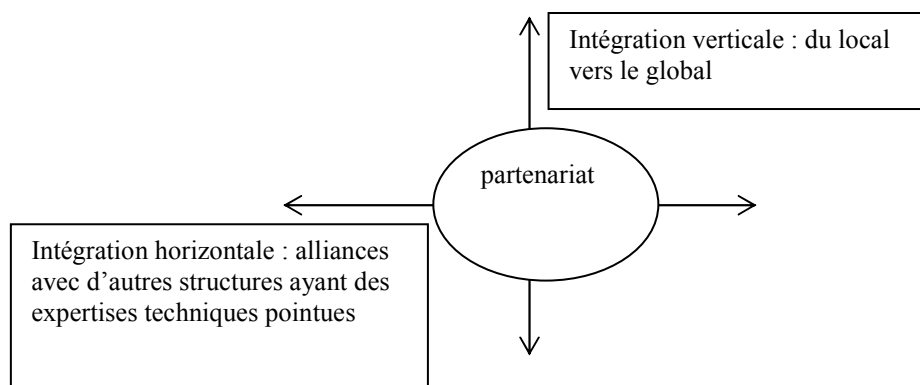 Intégration verticale : du local
vers le global
partenariat
Intégration horizontale : alliances
avec d’autres structures ayant des
expertises techniques pointues